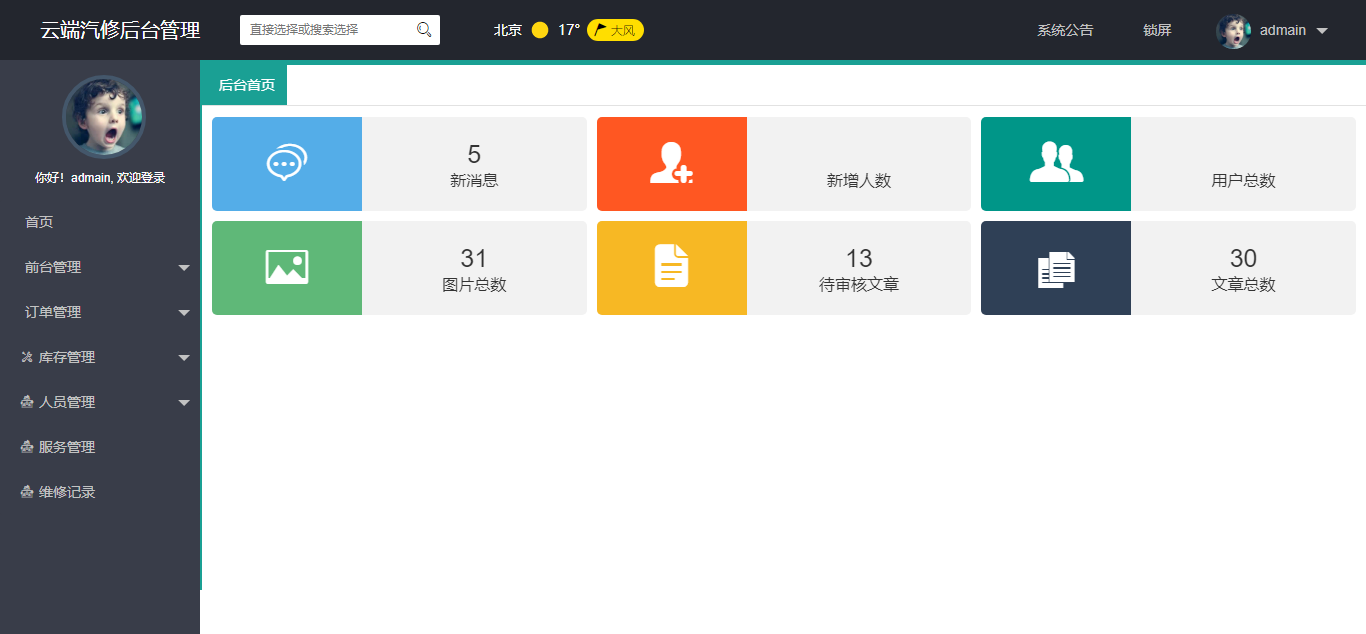 云端汽修后台管理
直接选择或搜索选择
北京 17° 大风
系统公告
锁屏
admain
你好！admain, 欢迎登录
首页
前台管理
订单管理
库存管理
人员管理
服务管理
维修记录
后台首页
5
新消息
新增人数
用户总数
31
图片总数
13
待审核文章
30
文章总数